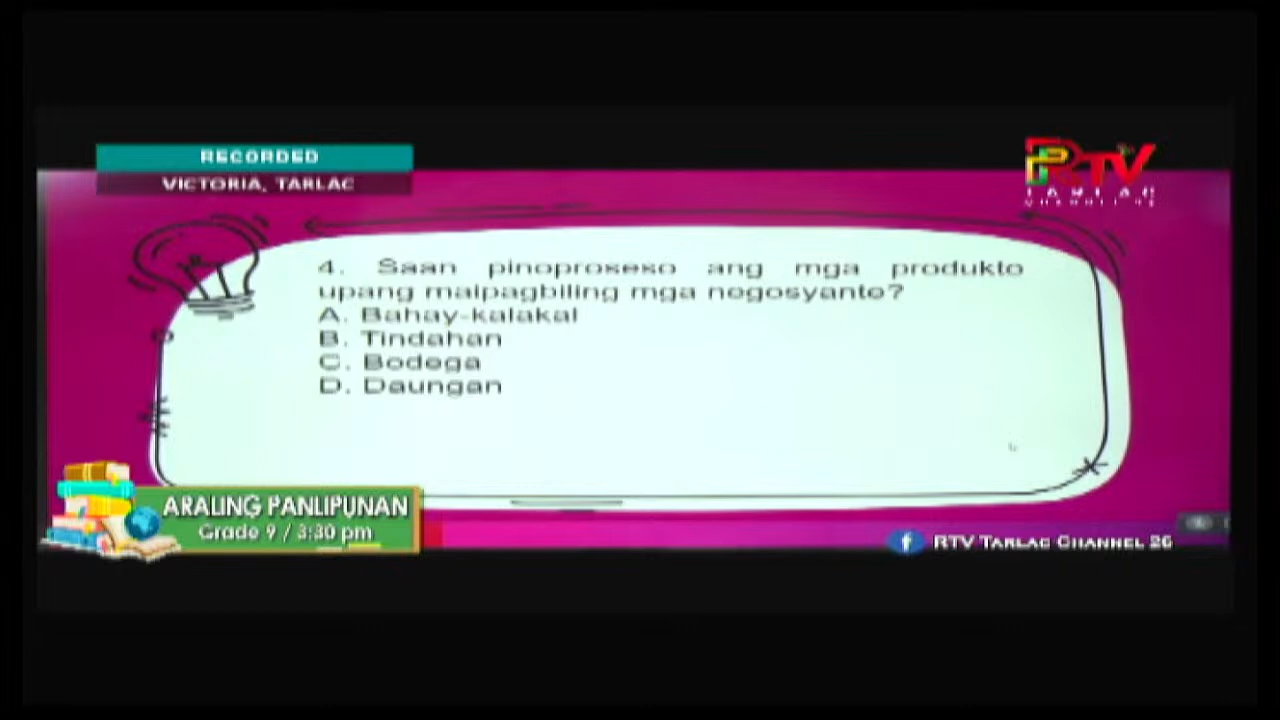 RECORDED
VICTORIA, TARLAC
RTV
TARLAC
4. Saan pinoproseso ang mga produkto
upang maipagbiling mga negosyante?
A. Bahay-kalakal
B. Tindahan
C. Bodega
D. Daungan
ARALING PANLIPUNAN
Grade 9 / 3:30 pm
RTV TARLAC CHANNEL 26